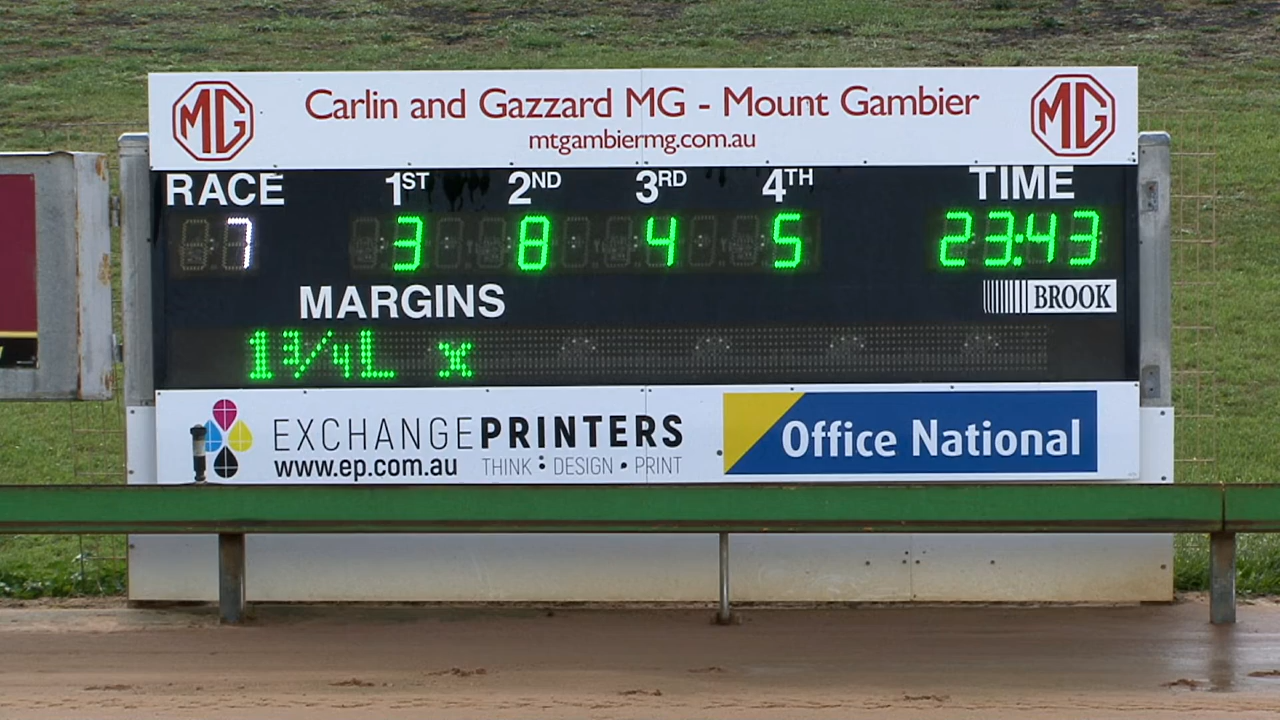 MG Carlin and Gazzard MG - Mount Gambier MG
mtgambiermg.com.au
RACE 1ST 2ND 3RD 4TH TIME
7 3 8 4 5 23:43
MARGINS BROOK
1 3/4L x
EXCHANGEPRINTERS Office National
www.ep.com.au THINK : DESIGN • PRINT